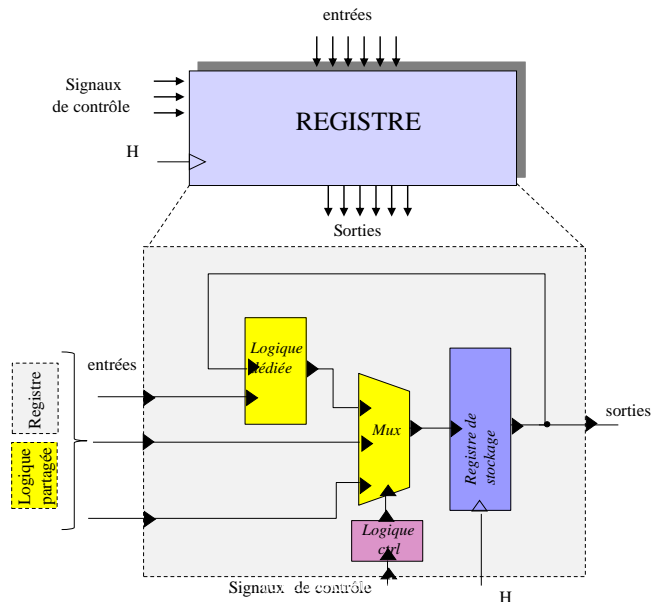 entrées
Signaux
de contrôle
REGISTRE
H
Sorties
entrées
Registre
Logique
partagée
Logique
dédiée
Mux
Registre de
stockage
sorties
Logique
ctrl
Signaux de contrôle
H